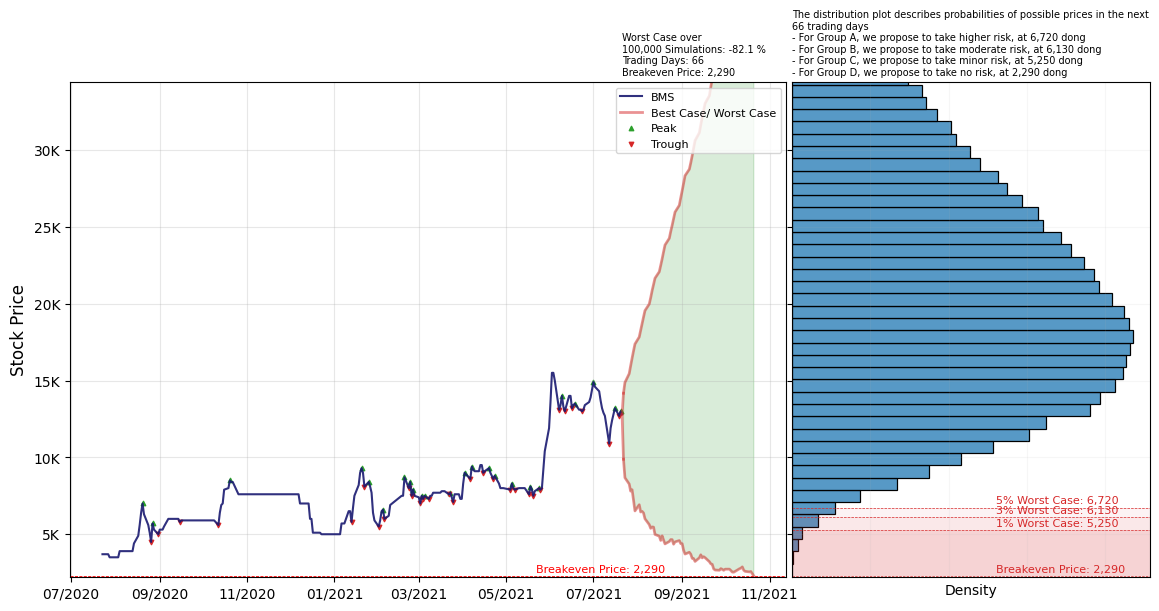 The distribution plot describes probabilities of possible prices in the next
66 trading days
- For Group A, we propose to take higher risk, at 6,720 dong
- For Group B, we propose to take moderate risk, at 6,130 dong
- For Group C, we propose to take minor risk, at 5,250 dong
- For Group D, we propose to take no risk, at 2,290 dong
Worst Case over
100,000 Simulations: -82.1 %
Trading Days: 66
Breakeven Price: 2,290
BMS
Best Case/ Worst Case
Peak
Trough
Stock Price
30K
25K
20K
15K
10K
5K
5% Worst Case: 6,720
3% Worst Case: 6,130
1% Worst Case: 5,250
Breakeven Price: 2,290
Breakeven Price: 2,290
07/2020
09/2020
11/2020
01/2021
03/2021
05/2021
07/2021
09/2021
11/2021
Density